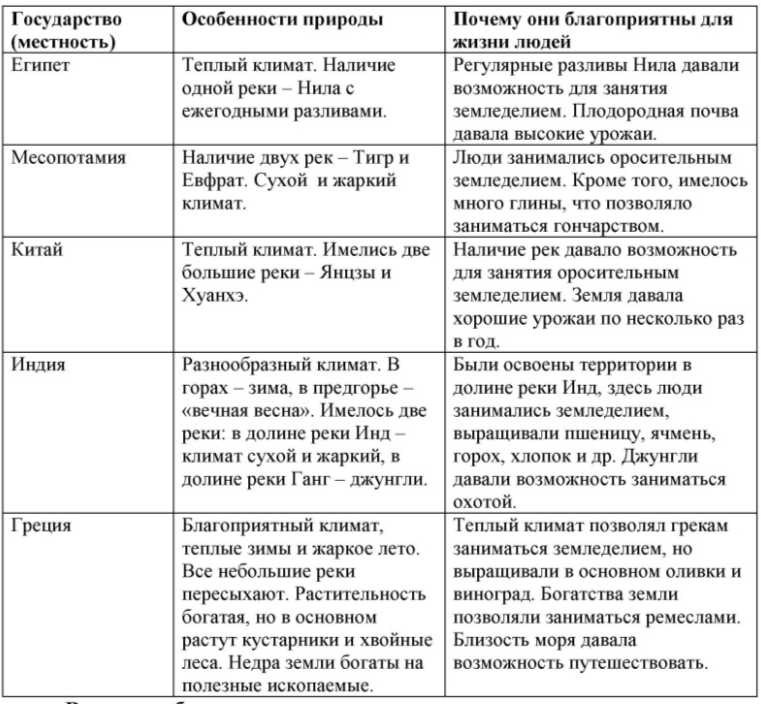 Государство (местность)
Особенности природы
Почему они благоприятны для жизни людей
Египет
Теплый климат. Наличие
одной реки – Нила с
ежегодными разливами.
Регулярные разливы Нила давали
возможность для занятия
земледелием. Плодородная почва
давала высокие урожаи.
Месопотамия
Наличие двух рек – Тигр и
Евфрат. Сухой и жаркий
климат.
Люди занимались оросительным
земледелием. Кроме того, имелось
много глины, что позволяло
заниматься гончарством.
Китай
Теплый климат. Имелись две
большие реки – Янцзы и
Хуанхэ.
Наличие рек давало возможность
для занятия оросительным
земледелием. Земля давала
хорошие урожаи по несколько раз
в год.
Индия
Разнообразный климат. В
горах – зима, в предгорье –
«вечная весна». Имелось две
реки: в долине реки Инд –
климат сухой и жаркий, в
долине реки Ганг – джунгли.
Были освоены территории в
долине реки Инд, здесь люди
занимались земледелием,
выращивали пшеницу, ячмень,
горох, хлопок и др. Джунгли
давали возможность заниматься
охотой.
Греция
Благоприятный климат,
теплые зимы и жаркое лето.
Все небольшие реки
пересыхают. Растительность
богатая, но в основном
растут кустарники и хвойные
леса. Недра земли богаты на
полезные ископаемые.
Теплый климат позволял грекам
заниматься земледелием, но
выращивали в основном оливки и
виноград. Богатства земли
позволяли заниматься ремеслами.
Близость моря давала
возможность путешествовать.